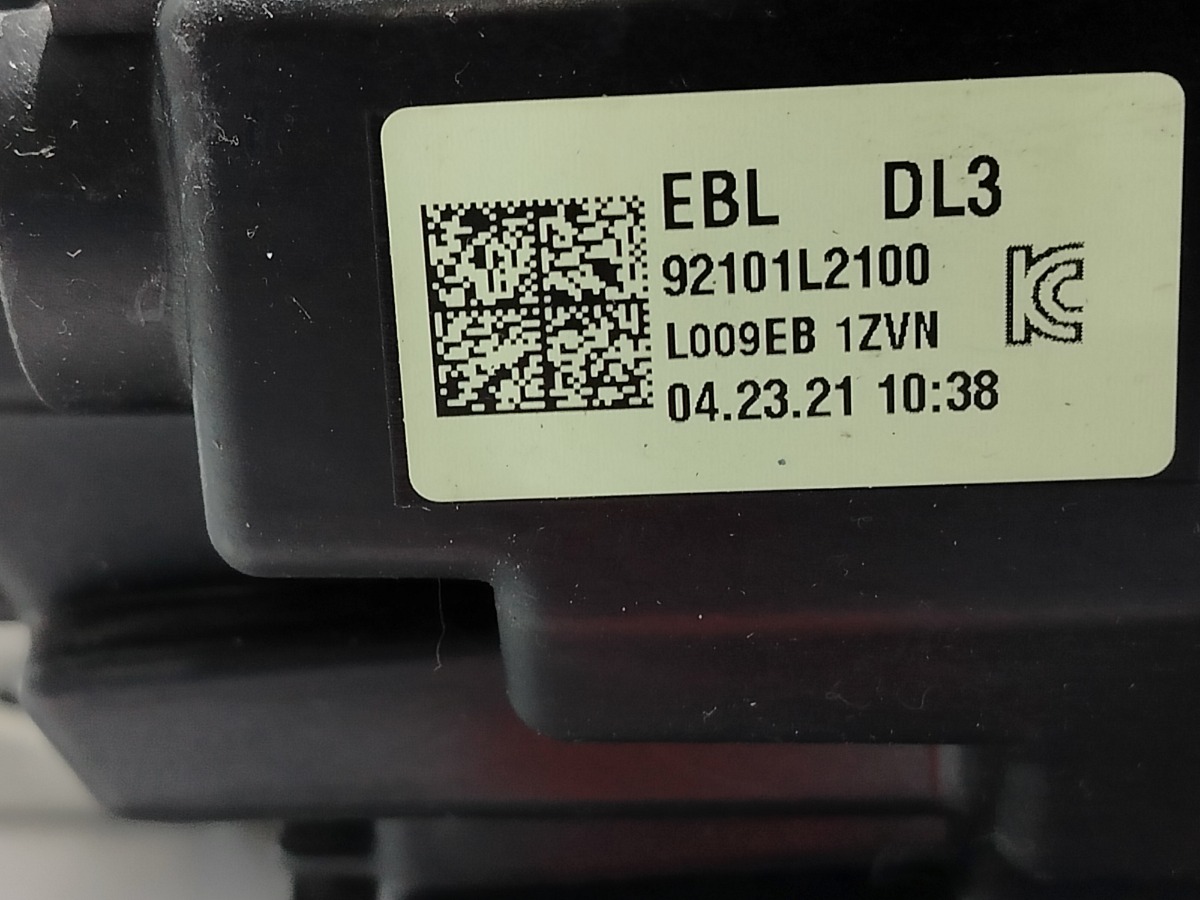 EBL DL3
92101L2100
L009EB 1ZVN
04.23.21 10:38